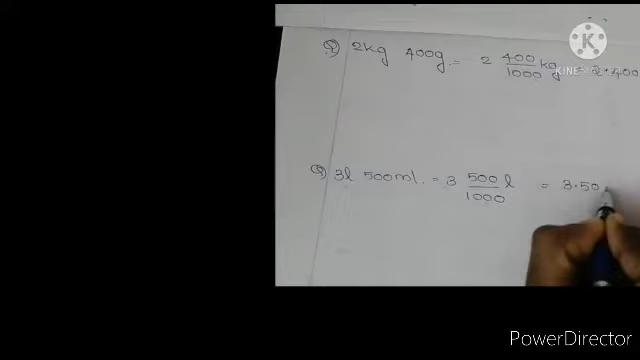 Q) 2kg 400g. = 2 400/1000 kg = 2.400
Q) 3l 500ml. = 3 500/1000 l = 3.50
K
PowerDirector